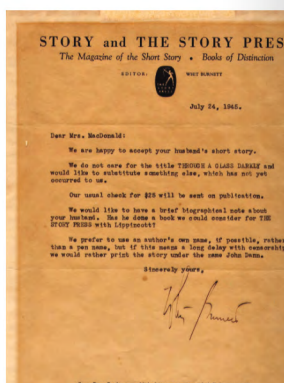 STORY and THE STORY PRES
The Magazine of the Short Story • Books of Distinction
EDITOR: WHIT BURNETT
July 24, 1945.
Dear Mrs. MacDonald:
We are happy to accept your husband's short story.
We do not care for the title THROUGH A GLASS DARKLY and
would like to substitute something else, which has not yet
occurred to us.
Our usual check for $25 will be sent on publication.
We would like to have a brief biographical note about
your husband. Has he done a book we could consider for THE
STORY PRESS with Lippincott?
We prefer to use an author's own name, if possible, rathe
than a pen name, but if this means a long delay with censorshi
we would rather print the story under the name John Dann.
Sincerely yours,
Whit Burnett